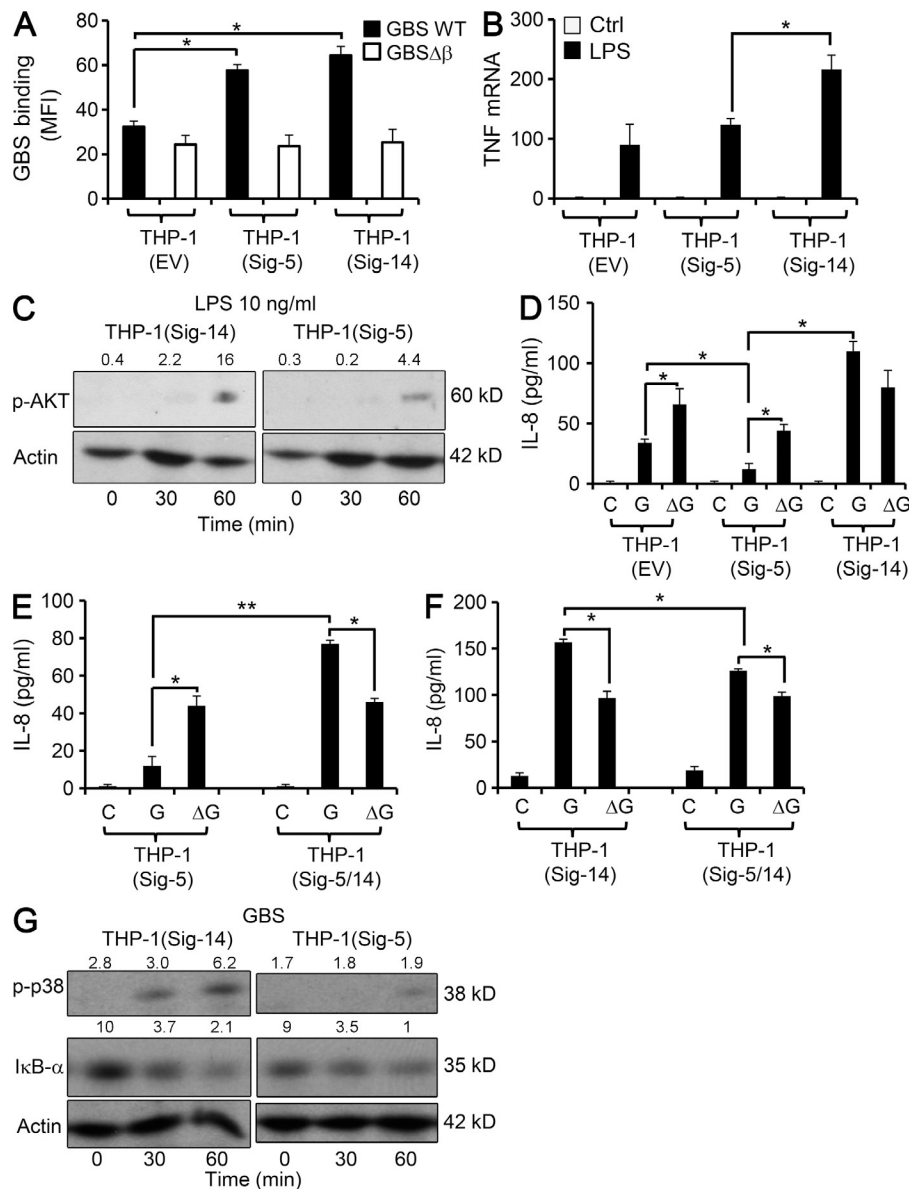 A
GBS binding
(MFI)
80
60
40
20
0
*
*
GBS WT
GBSΔβ
THP-1
(EV)
THP-1
(Sig-5)
THP-1
(Sig-14)
B
TNF mRNA
300
200
100
0
Ctrl
LPS
*
THP-1
(EV)
THP-1
(Sig-5)
THP-1
(Sig-14)
C
LPS 10 ng/ml
THP-1(Sig-14) THP-1(Sig-5)
0.4 2.2 16 0.3 0.2 4.4
p-AKT 60 kD
Actin 42 kD
0 30 60 0 30 60
Time (min)
D
IL-8 (pg/ml)
150
100
50
0
*
*
*
*
C G ΔG C G ΔG C G ΔG
THP-1
(EV)
THP-1
(Sig-5)
THP-1
(Sig-14)
E
IL-8 (pg/ml)
100
80
60
40
20
0
**
*
*
C G ΔG C G ΔG
THP-1
(Sig-5)
THP-1
(Sig-5/14)
F
IL-8 (pg/ml)
200
150
100
50
0
*
*
*
C G ΔG C G ΔG
THP-1
(Sig-14)
THP-1
(Sig-5/14)
G
GBS
THP-1(Sig-14) THP-1(Sig-5)
2.8 3.0 6.2 1.7 1.8 1.9
p-p38 38 kD
10 3.7 2.1 9 3.5 1
IκB-α 35 kD
Actin 42 kD
0 30 60 0 30 60
Time (min)